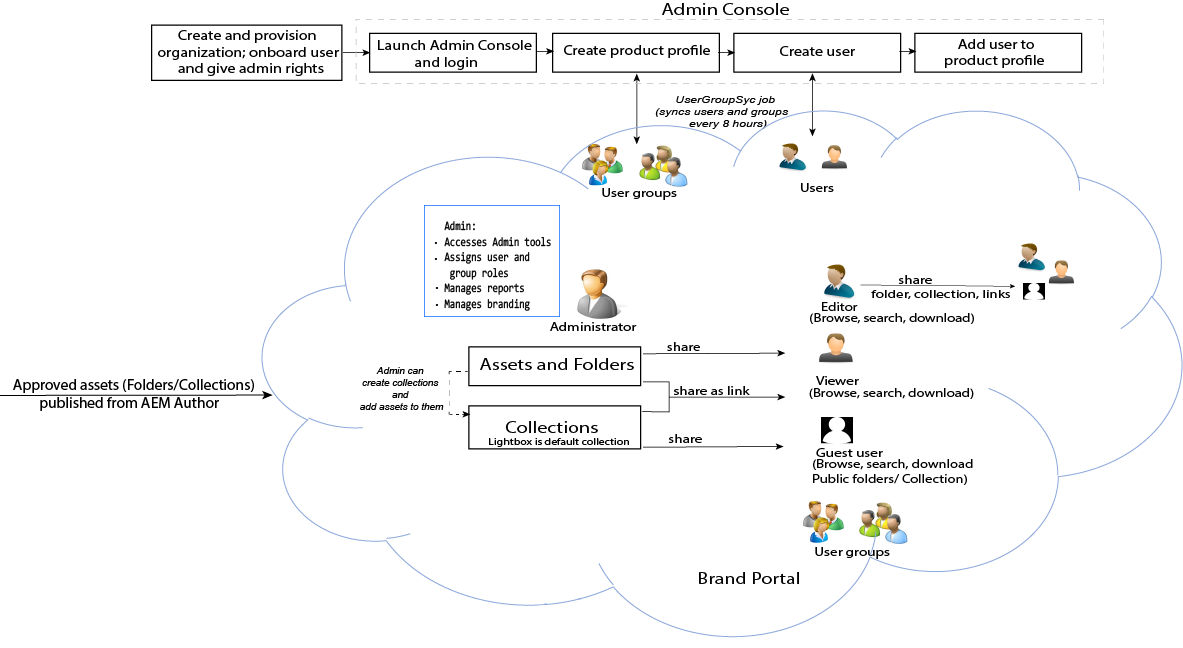 Admin Console
Create and provision
organization; onboard user
and give admin rights
Launch Admin Console
and login
Create product profile
Create user
Add user to
product profile
UserGroupSyc job
(syncs users and groups
every 8 hours)
User groups
Users
Admin:
· Accesses Admin tools
· Assigns user and
group roles
· Manages reports
· Manages branding
Administrator
Editor
(Browse, search, download)
share
folder, collection, links
Approved assets (Folders/Collections)
published from AEM Author
Admin can
create collections
and
add assets to them
Assets and Folders
share
share as link
Collections
Lightbox is default collection
share
Viewer
(Browse, search, download)
Guest user
(Browse, search, download
Public folders/ Collection)
User groups
Brand Portal